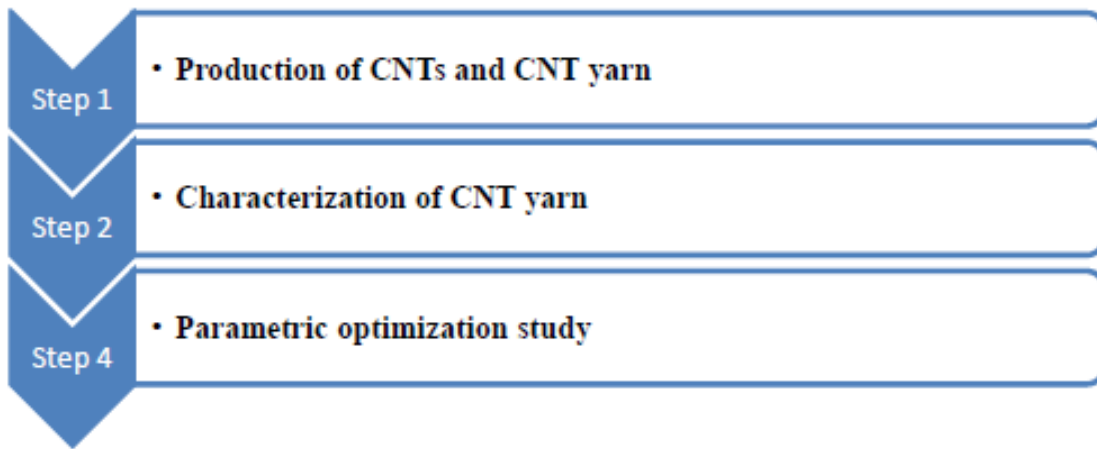 Step 1
• Production of CNTs and CNT yarn
Step 2
• Characterization of CNT yarn
Step 4
• Parametric optimization study